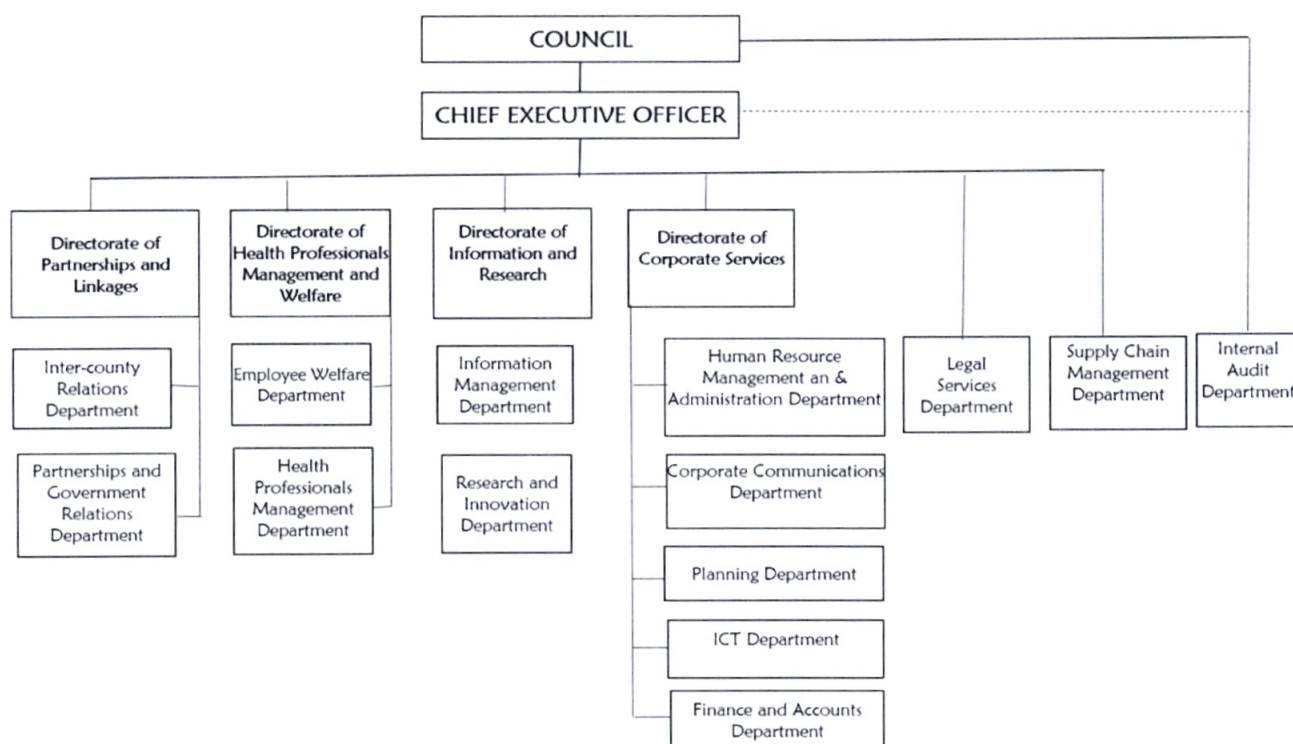 COUNCIL
CHIEF EXECUTIVE OFFICER
Directorate of
Partnerships and
Linkages
Directorate of
Health Professionals
Management and
Welfare
Directorate of
Information and
Research
Directorate of
Corporate Services
Inter-county
Relations
Department
Partnerships and
Government
Relations
Department
Employee Welfare
Department
Health
Professionals
Management
Department
Information
Management
Department
Research and
Innovation
Department
Human Resource
Management an &
Administration Department
Corporate Communications
Department
Planning Department
ICT Department
Finance and Accounts
Department
Legal
Services
Department
Supply Chain
Management
Department
Internal
Audit
Department